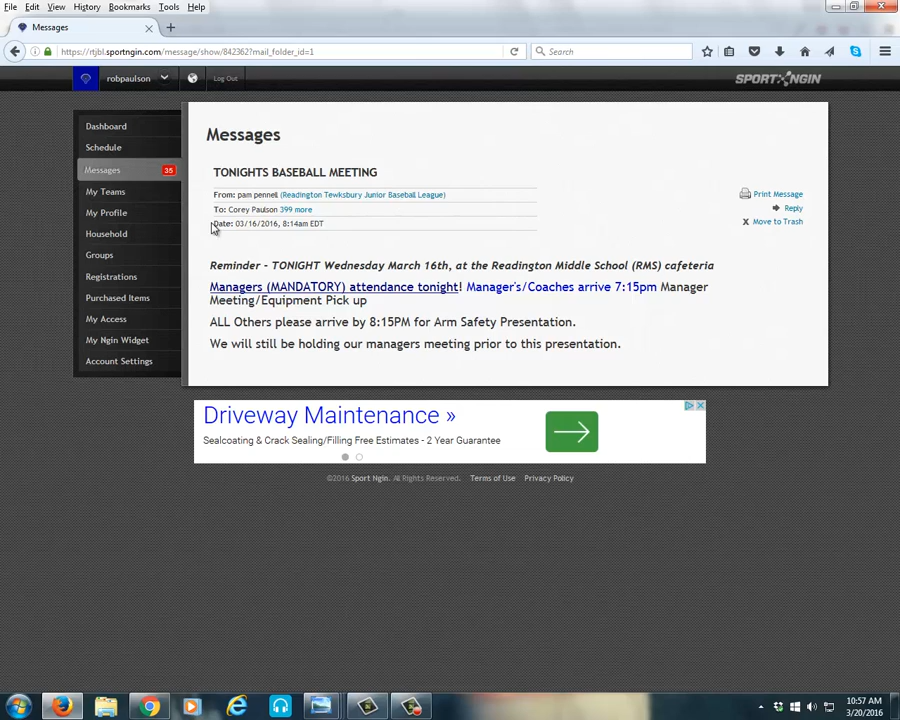 File Edit View History Bookmarks Tools Help
Messages
https://rtjbl.sportngin.com/message/show/842362?mail_folder_id=1
Search
robpaulson
Log Out
SPORT NGIN
Dashboard
Schedule
Messages 35
My Teams
My Profile
Household
Groups
Registrations
Purchased Items
My Access
My Ngin Widget
Account Settings
Messages
TONIGHTS BASEBALL MEETING
From: pam pennell (Readington Tewksbury Junior Baseball League)
To: Corey Paulson 399 more
Date: 03/16/2016, 8:14am EDT
Print Message
Reply
Move to Trash
Reminder - TONIGHT Wednesday March 16th, at the Readington Middle School (RMS) cafeteria
Managers (MANDATORY) attendance tonight! Manager's/Coaches arrive 7:15pm Manager
Meeting/Equipment Pick up
ALL Others please arrive by 8:15PM for Arm Safety Presentation.
We will still be holding our managers meeting prior to this presentation.
Driveway Maintenance »
Sealcoating & Crack Sealing/Filling Free Estimates - 2 Year Guarantee
©2016 Sport Ngin. All Rights Reserved. Terms of Use Privacy Policy
10:57 AM
3/20/2016